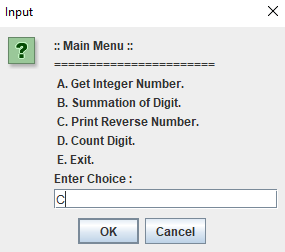 Input
?
:: Main Menu ::
=======================
A. Get Integer Number.
B. Summation of Digit.
C. Print Reverse Number.
D. Count Digit.
E. Exit.
Enter Choice :
C
OK Cancel